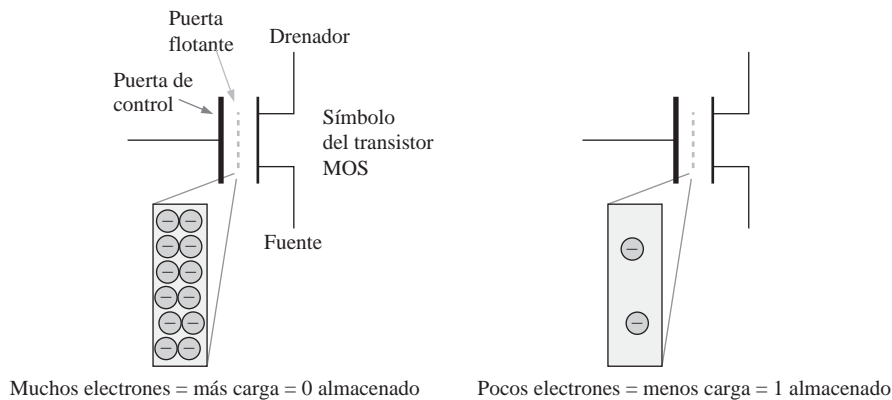 Puerta
flotante
Drenador
Puerta de
control
Símbolo
del transistor
MOS
Fuente
Muchos electrones = más carga = 0 almacenado
Pocos electrones = menos carga = 1 almacenado